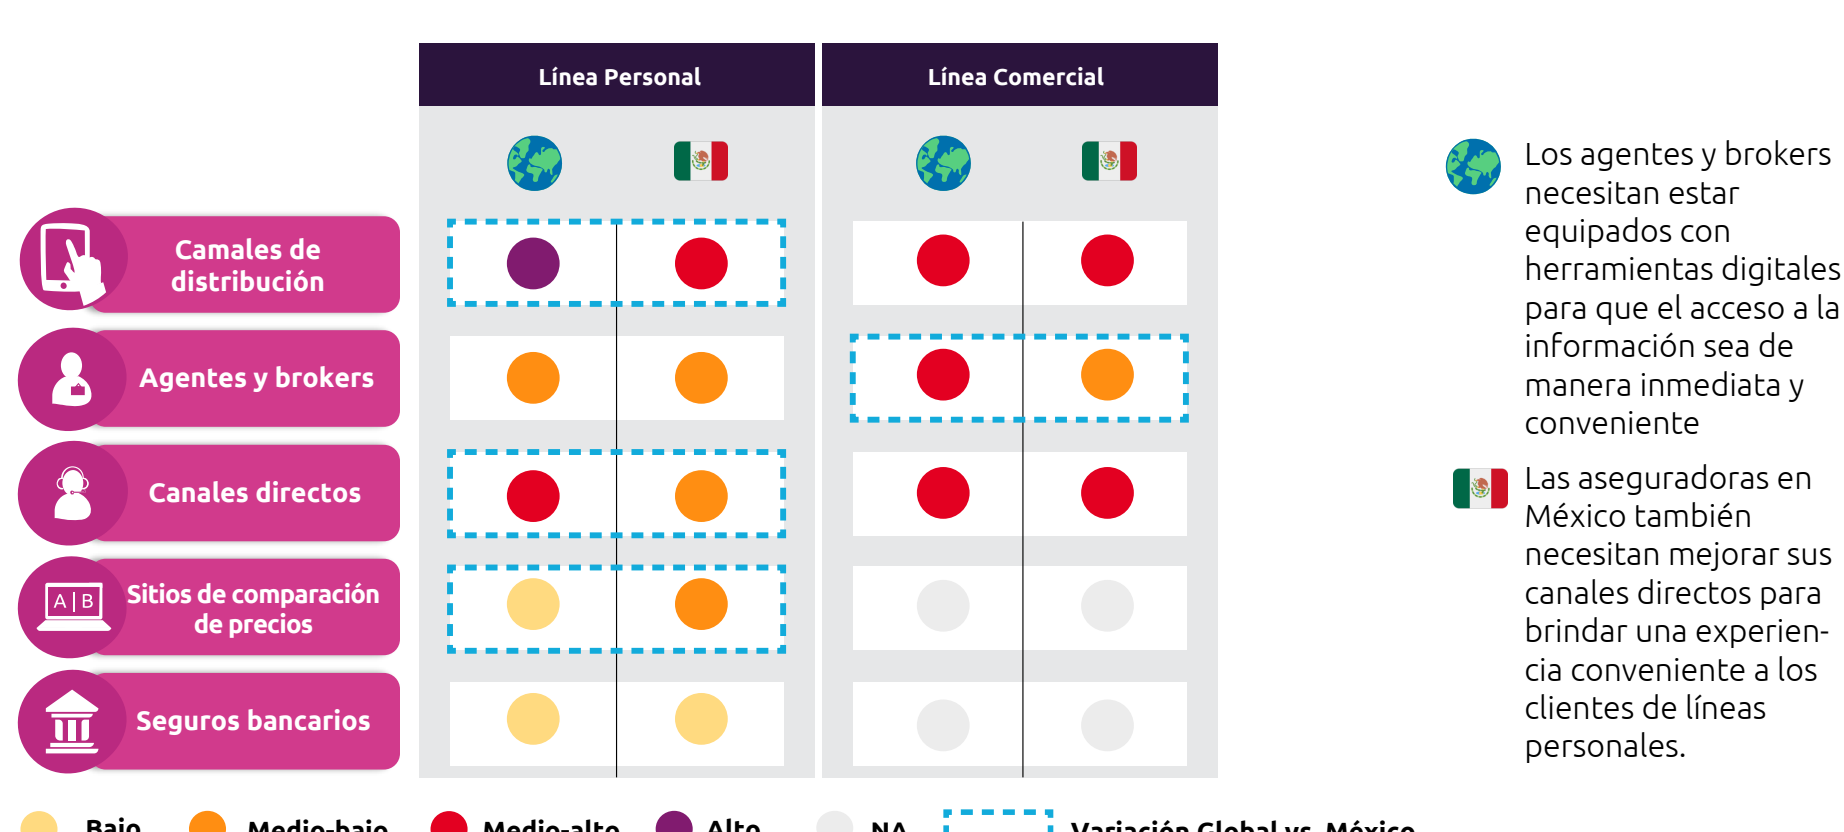 Línea Personal
Línea Comercial
Camales de
distribución
Agentes y brokers
Canales directos
A|B
Sitios de comparación
de precios
Seguros bancarios
Los agentes y brokers
necesitan estar
equipados con
herramientas digitales
para que el acceso a la
información sea de
manera inmediata y
conveniente
Las aseguradoras en
México también
necesitan mejorar sus
canales directos para
brindar una experien-
cia conveniente a los
clientes de líneas
personales.
Bajo
Medio-bajo
Medio-alto
Alto
NA
Variación Global vs. México